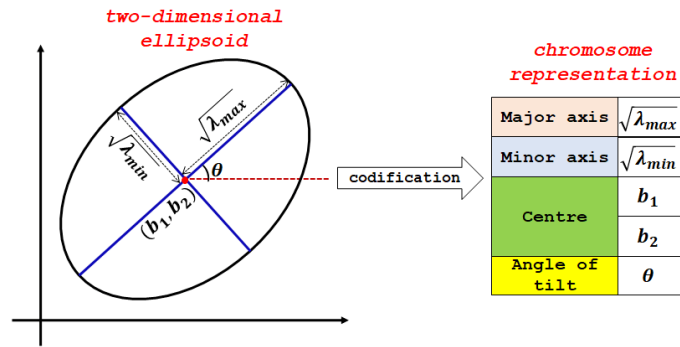 two-dimensional
ellipsoid
√λmax
√λmin
θ
(b1,b2)
codification
chromosome
representation
Major axis √λmax
Minor axis √λmin
Centre b1
b2
Angle of
tilt θ